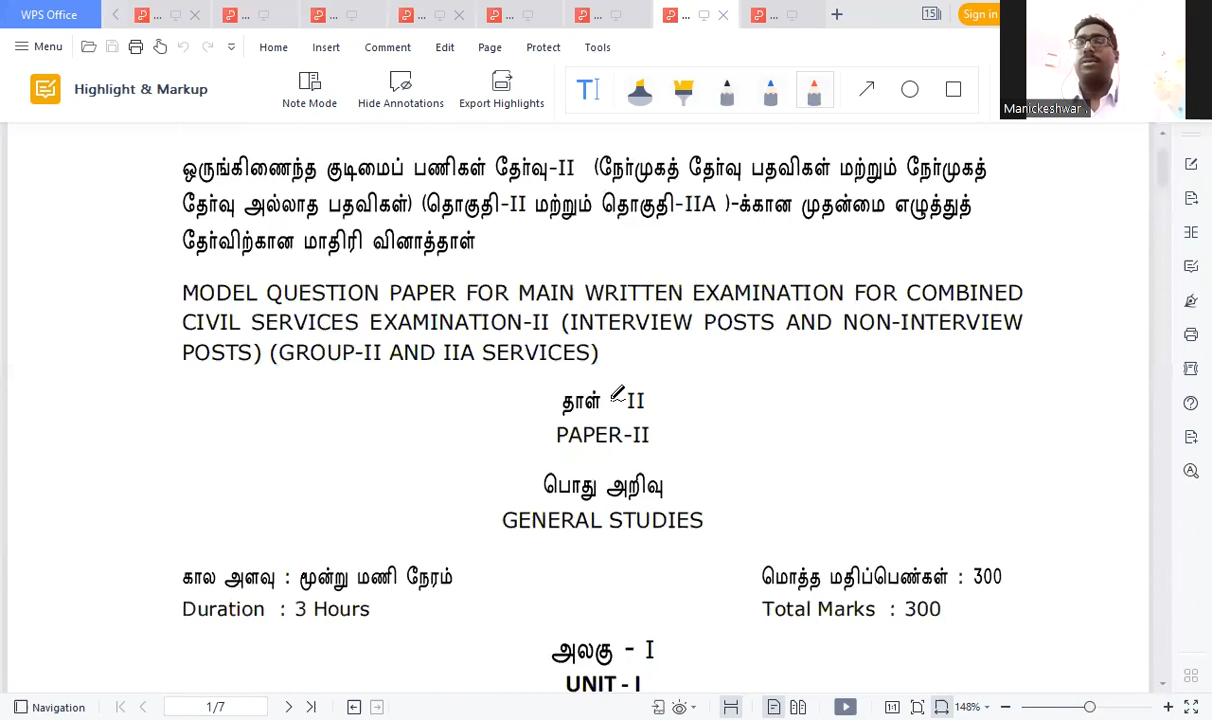 WPS Office
...
...
...
...
...
...
...
15
Sign in
Menu
Home
Insert
Comment
Edit
Page
Protect
Tools
Highlight & Markup
Note Mode
Hide Annotations
Export Highlights
T
Manickeshwar .
ஒருங்கிணைந்த குடிமைப் பணிகள் தேர்வு-II (நேர்முகத் தேர்வு பதவிகள் மற்றும் நேர்முகத்
தேர்வு அல்லாத பதவிகள்) (தொகுதி-II மற்றும் தொகுதி-IIA )-க்கான முதன்மை எழுத்துத்
தேர்விற்கான மாதிரி வினாத்தாள்
MODEL QUESTION PAPER FOR MAIN WRITTEN EXAMINATION FOR COMBINED
CIVIL SERVICES EXAMINATION-II (INTERVIEW POSTS AND NON-INTERVIEW
POSTS) (GROUP-II AND IIA SERVICES)
தாள் -II
PAPER-II
பொது அறிவு
GENERAL STUDIES
கால அளவு : மூன்று மணி நேரம்
மொத்த மதிப்பெண்கள் : 300
Duration : 3 Hours
Total Marks : 300
அலகு - I
UNIT - I
Navigation
1/7
1:1
148%